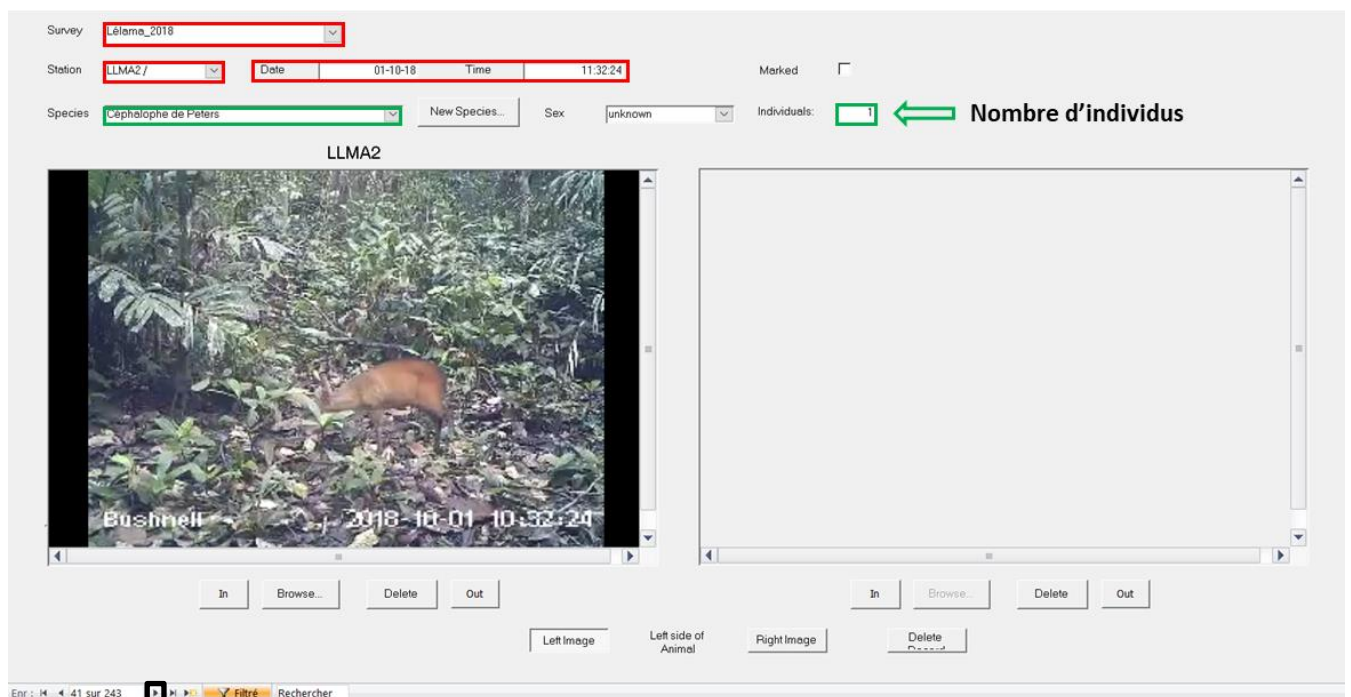 Survey Lélama_2018
Station LLMA2 / Date 01-10-18 Time 11:32:24 Marked
Species Céphalophe de Peters New Species... Sex unknown Individuals: 1 Nombre d'individus
LLMA2
Bushnell 2018-10-01 10:32:24
In Browse... Delete Out In Browse... Delete Out
Left Image Left side of Animal Right Image Delete
Enr : 41 sur 243 Filtré Rechercher